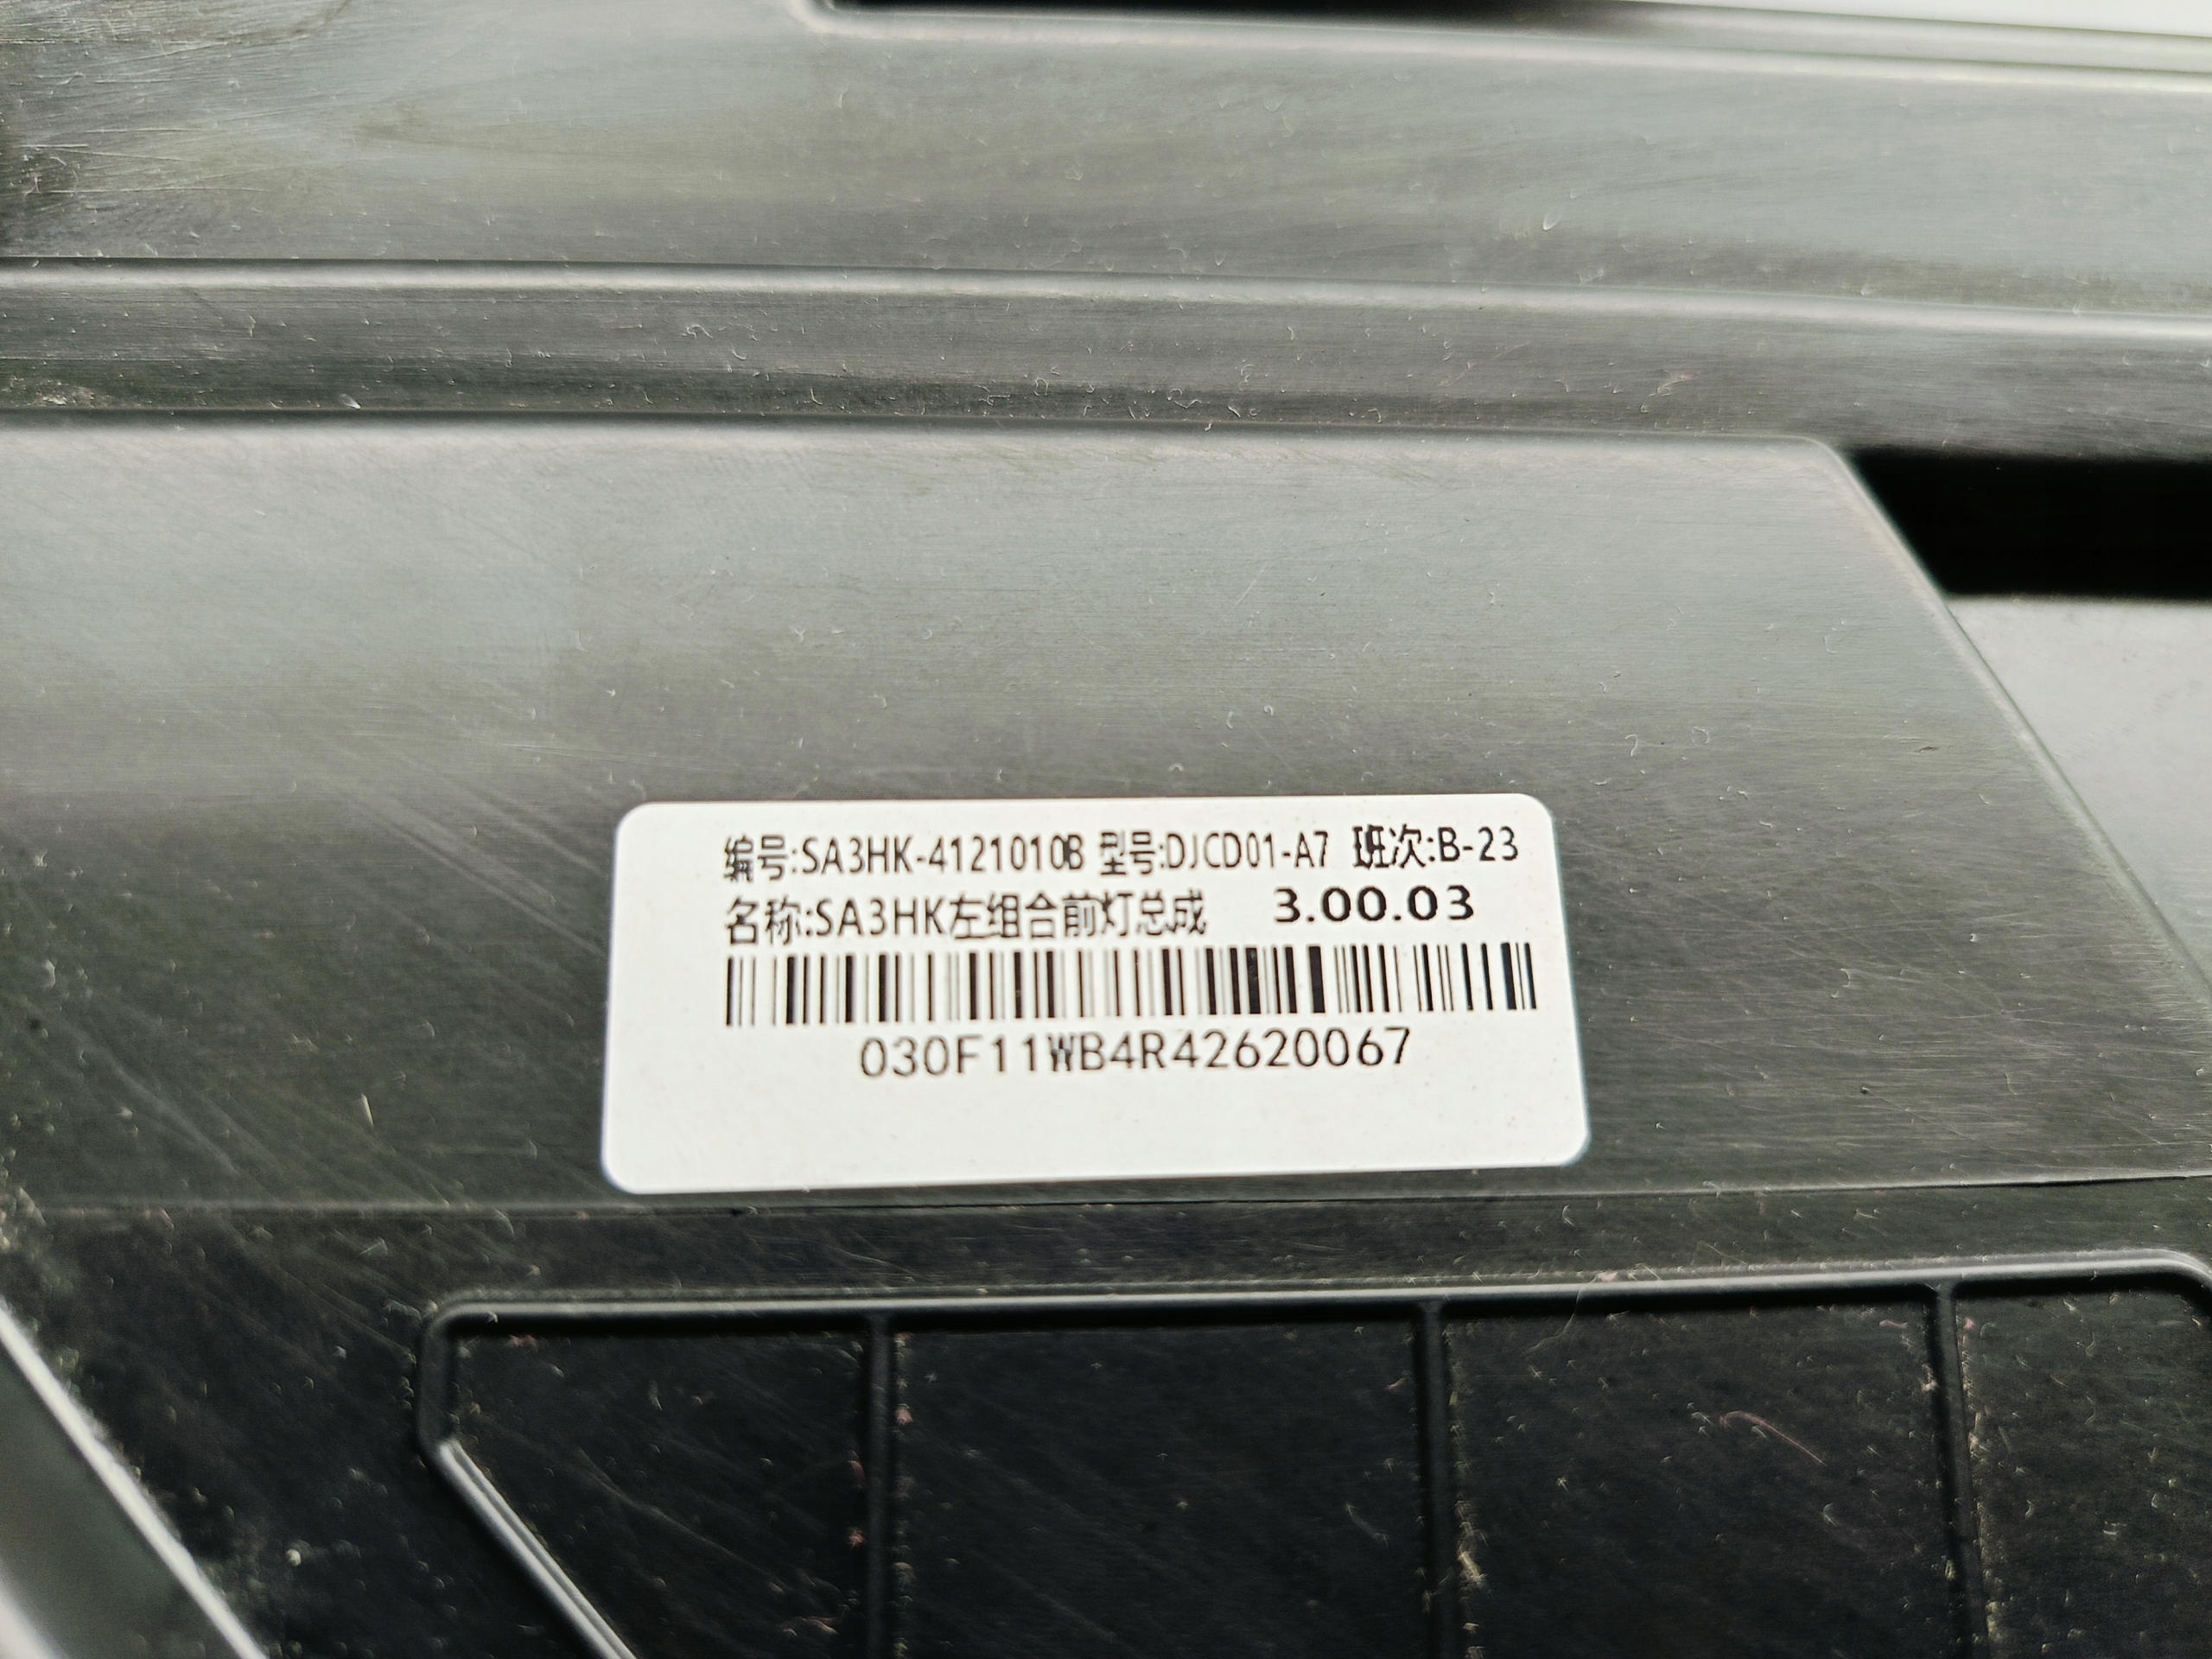 编号:SA3HK-4121010B 型号:DJCD01-A7 班次:B-23
名称:SA3HK左组合前灯总成 3.00.03
030F11WB4R42620067